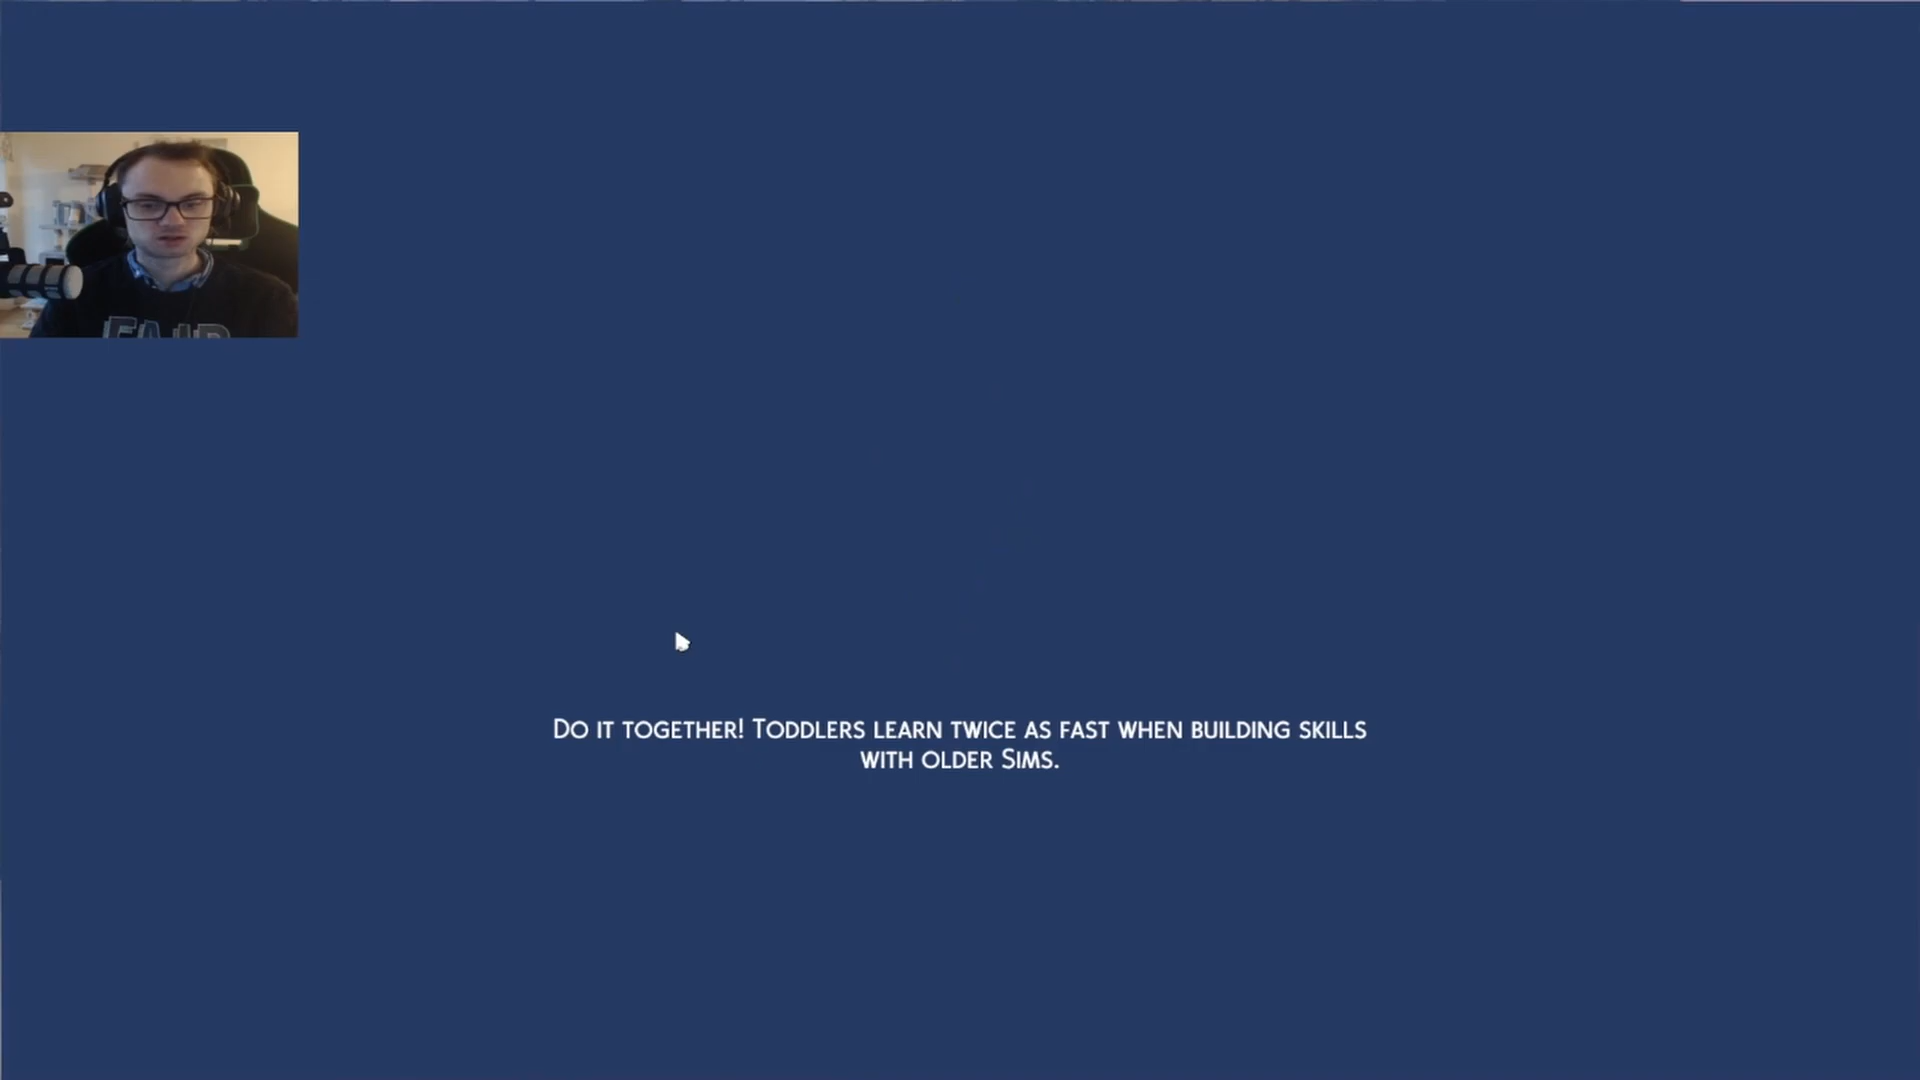 Do it together! Toddlers learn twice as fast when building skills
with older Sims.